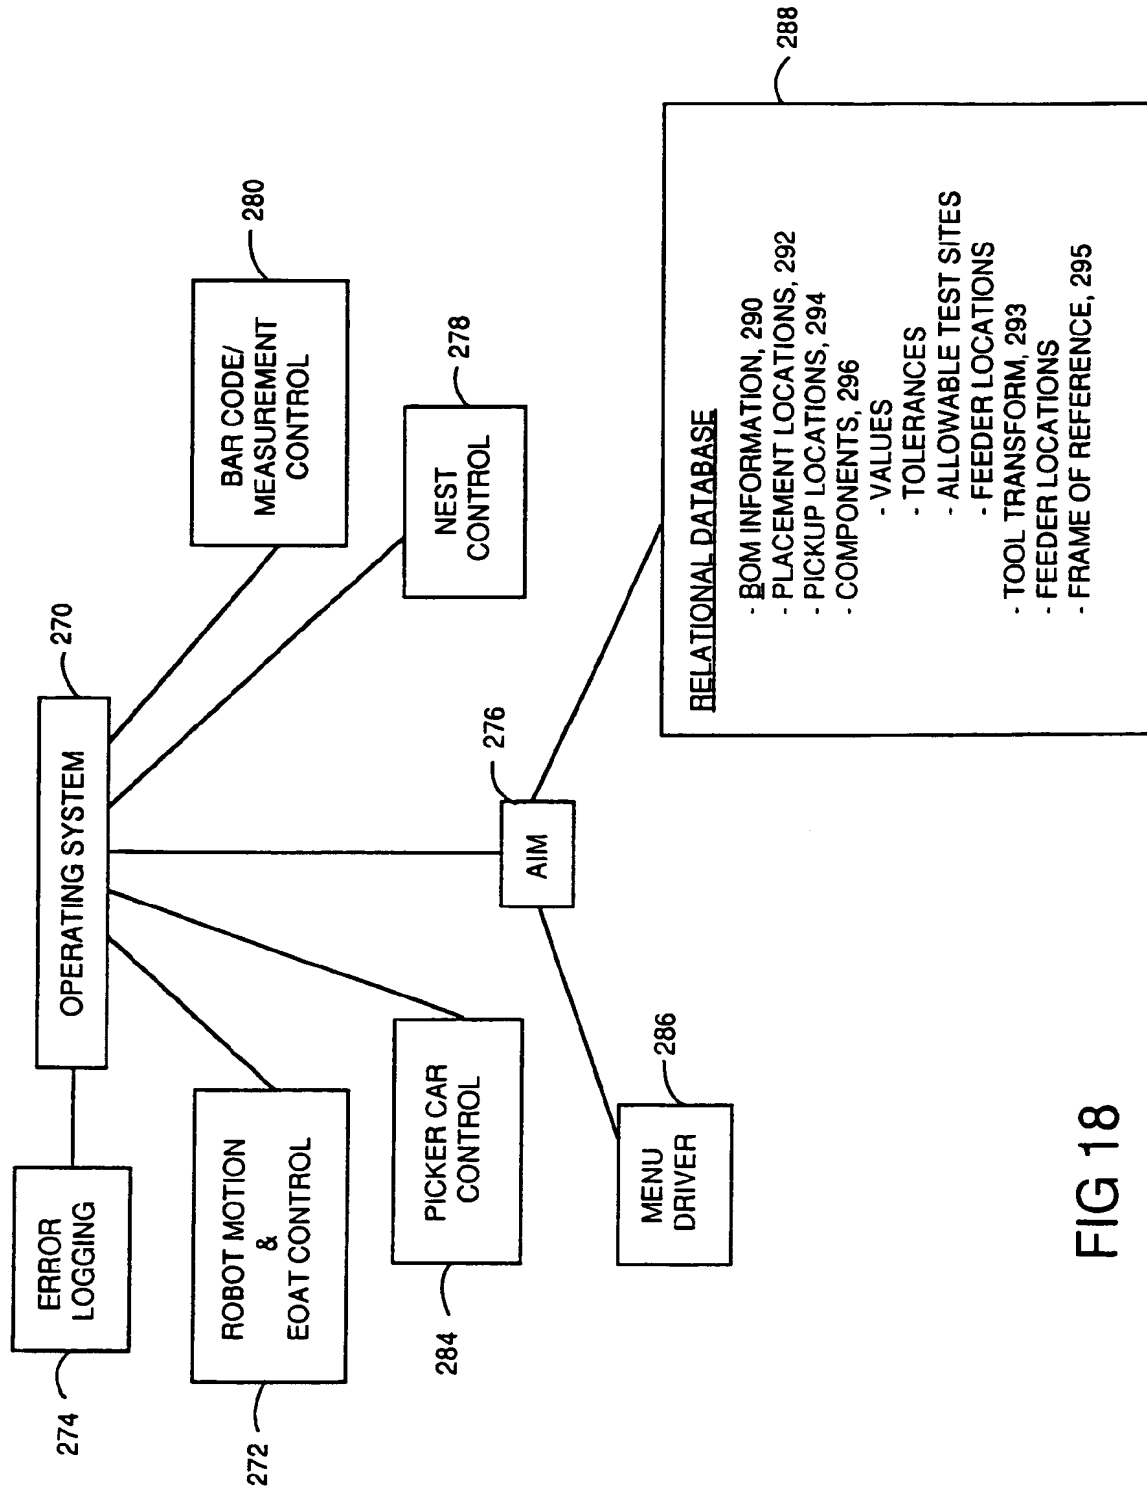 274
ERROR
LOGGING
OPERATING SYSTEM
270
272
ROBOT MOTION
&
EOAT CONTROL
284
PICKER CAR
CONTROL
BAR CODE/
MEASUREMENT
CONTROL
280
NEST
CONTROL
278
AIM
276
MENU
DRIVER
286
288
RELATIONAL DATABASE
- BOM INFORMATION, 290
- PLACEMENT LOCATIONS, 292
- PICKUP LOCATIONS, 294
- COMPONENTS, 296
- VALUES
- TOLERANCES
- ALLOWABLE TEST SITES
- FEEDER LOCATIONS
- TOOL TRANSFORM, 293
- FEEDER LOCATIONS
- FRAME OF REFERENCE, 295
FIG 18